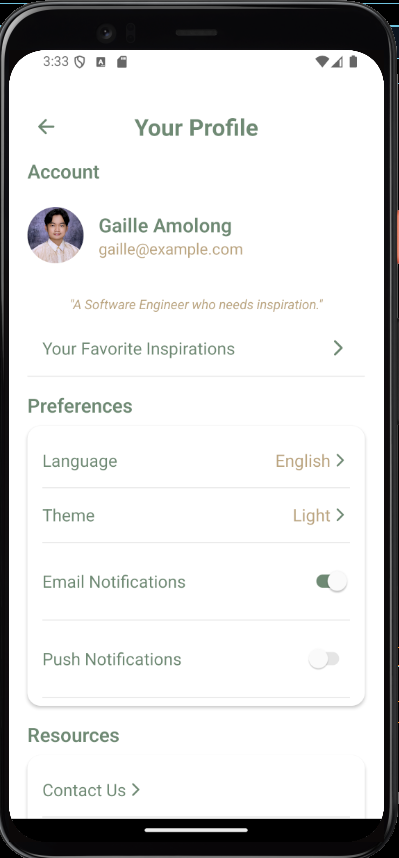 3:33
Your Profile
Account
Gaille Amolong
gaille@example.com
"A Software Engineer who needs inspiration."
Your Favorite Inspirations
Preferences
Language English
Theme Light
Email Notifications
Push Notifications
Resources
Contact Us